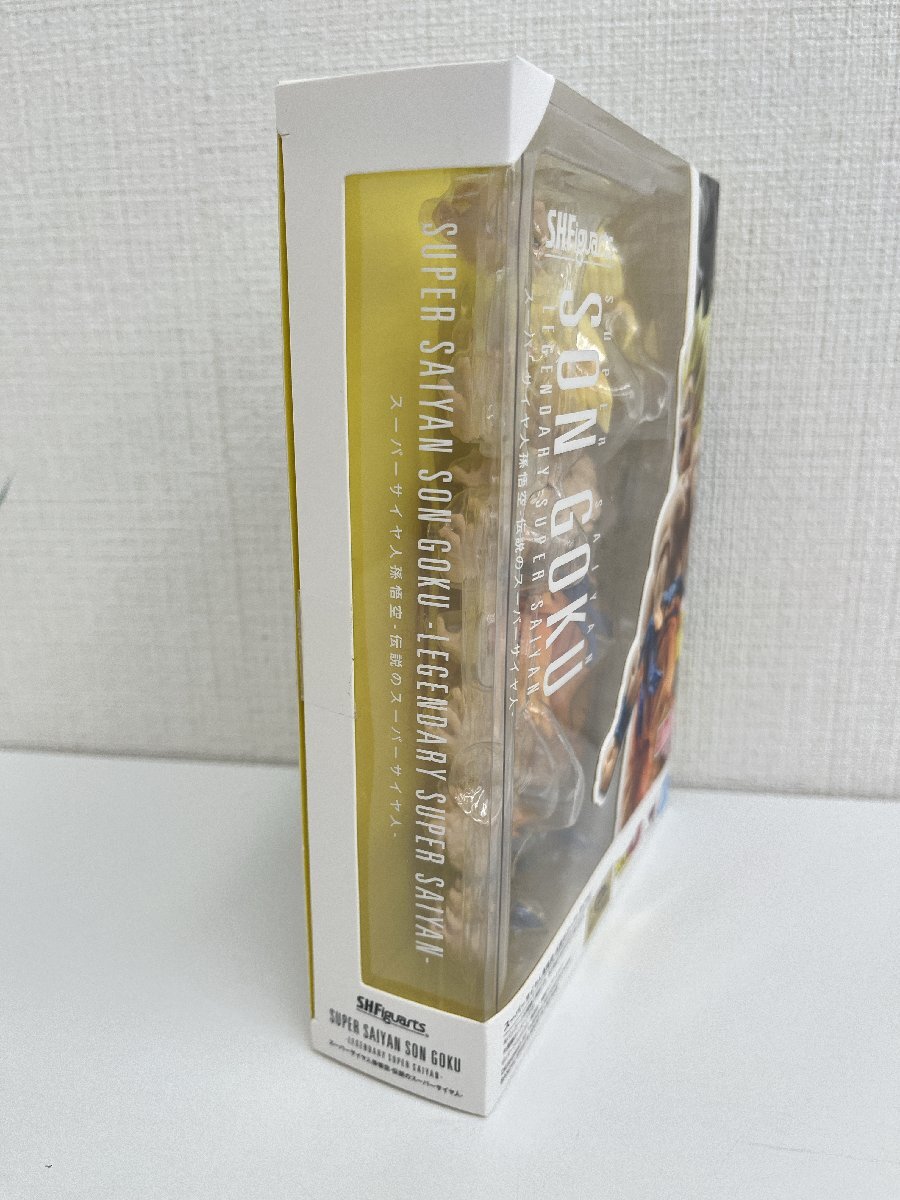 SUPER SAIYAN SON GOKU -LEGENDARY SUPER SAIYAN-
スーパーサイヤ人孫悟空-伝説のスーパーサイヤ人-
S.H.Figuarts
SUPER SAIYAN
SON GOKU
LEGENDARY SUPER SAIYAN
スーパーサイヤ人孫悟空-伝説のスーパーサイヤ人-
S.H.Figuarts
SUPER SAIYAN SON GOKU
-LEGENDARY SUPER SAIYAN-
スーパーサイヤ人孫悟空-伝説のスーパーサイヤ人-